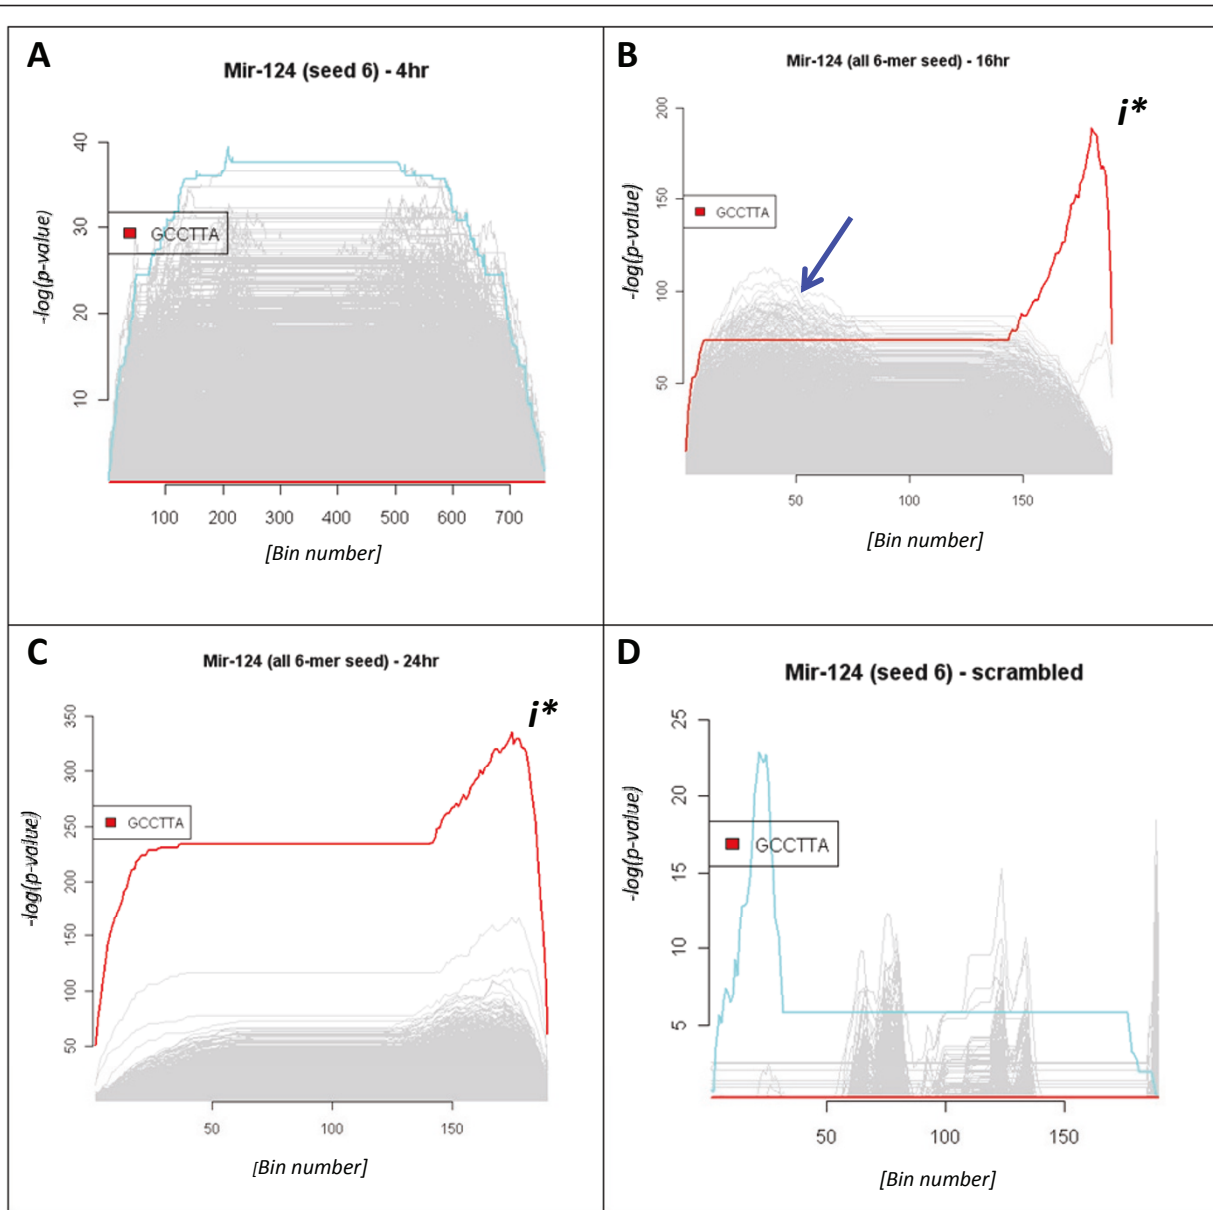 A
Mir-124 (seed 6) - 4hr
40
30
20
10
-log(p-value)
GCCTTA
100 200 300 400 500 600 700
[Bin number]
B
Mir-124 (all 6-mer seed) - 16hr
i*
200
150
100
50
-log(p-value)
GCCTTA
50 100 150
[Bin number]
C
Mir-124 (all 6-mer seed) - 24hr
i*
350
300
250
200
150
100
50
-log(p-value)
GCCTTA
50 100 150
[Bin number]
D
Mir-124 (seed 6) - scrambled
25
20
15
10
5
-log(p-value)
GCCTTA
50 100 150
[Bin number]